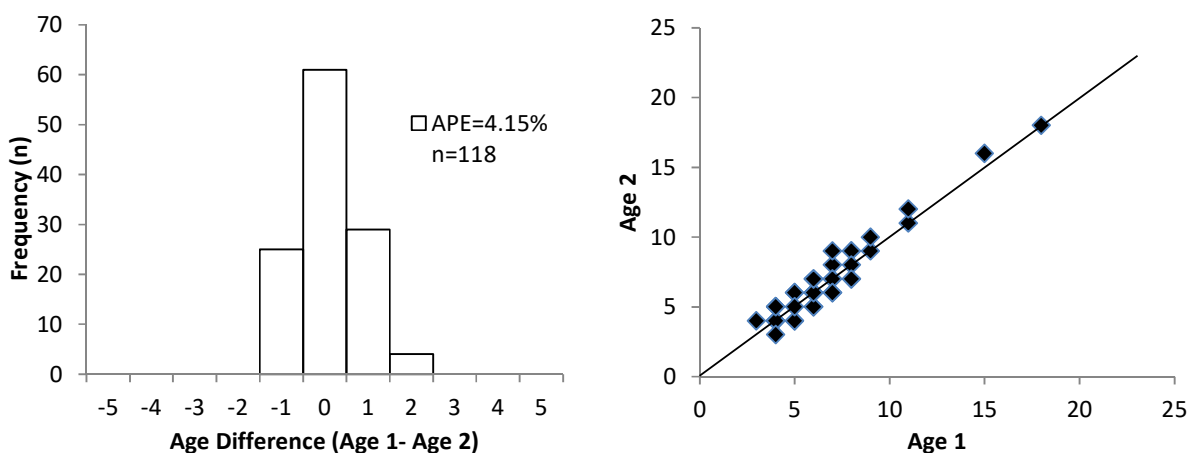 70
60
50
40
30
20
10
0
Frequency (n)
APE=4.15%
n=118
-5 -4 -3 -2 -1 0 1 2 3 4 5
Age Difference (Age 1- Age 2)
25
20
15
10
5
0
Age 2
0 5 10 15 20 25
Age 1